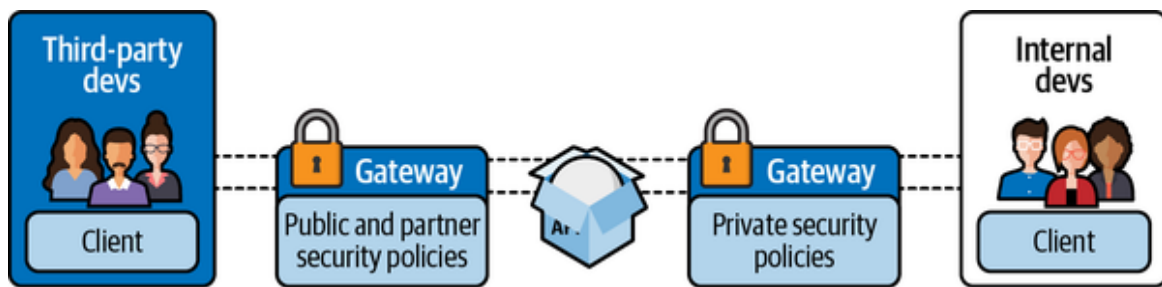 Third-party
devs
Client
Gateway
Public and partner
security policies
Gateway
Private security
policies
Internal
devs
Client